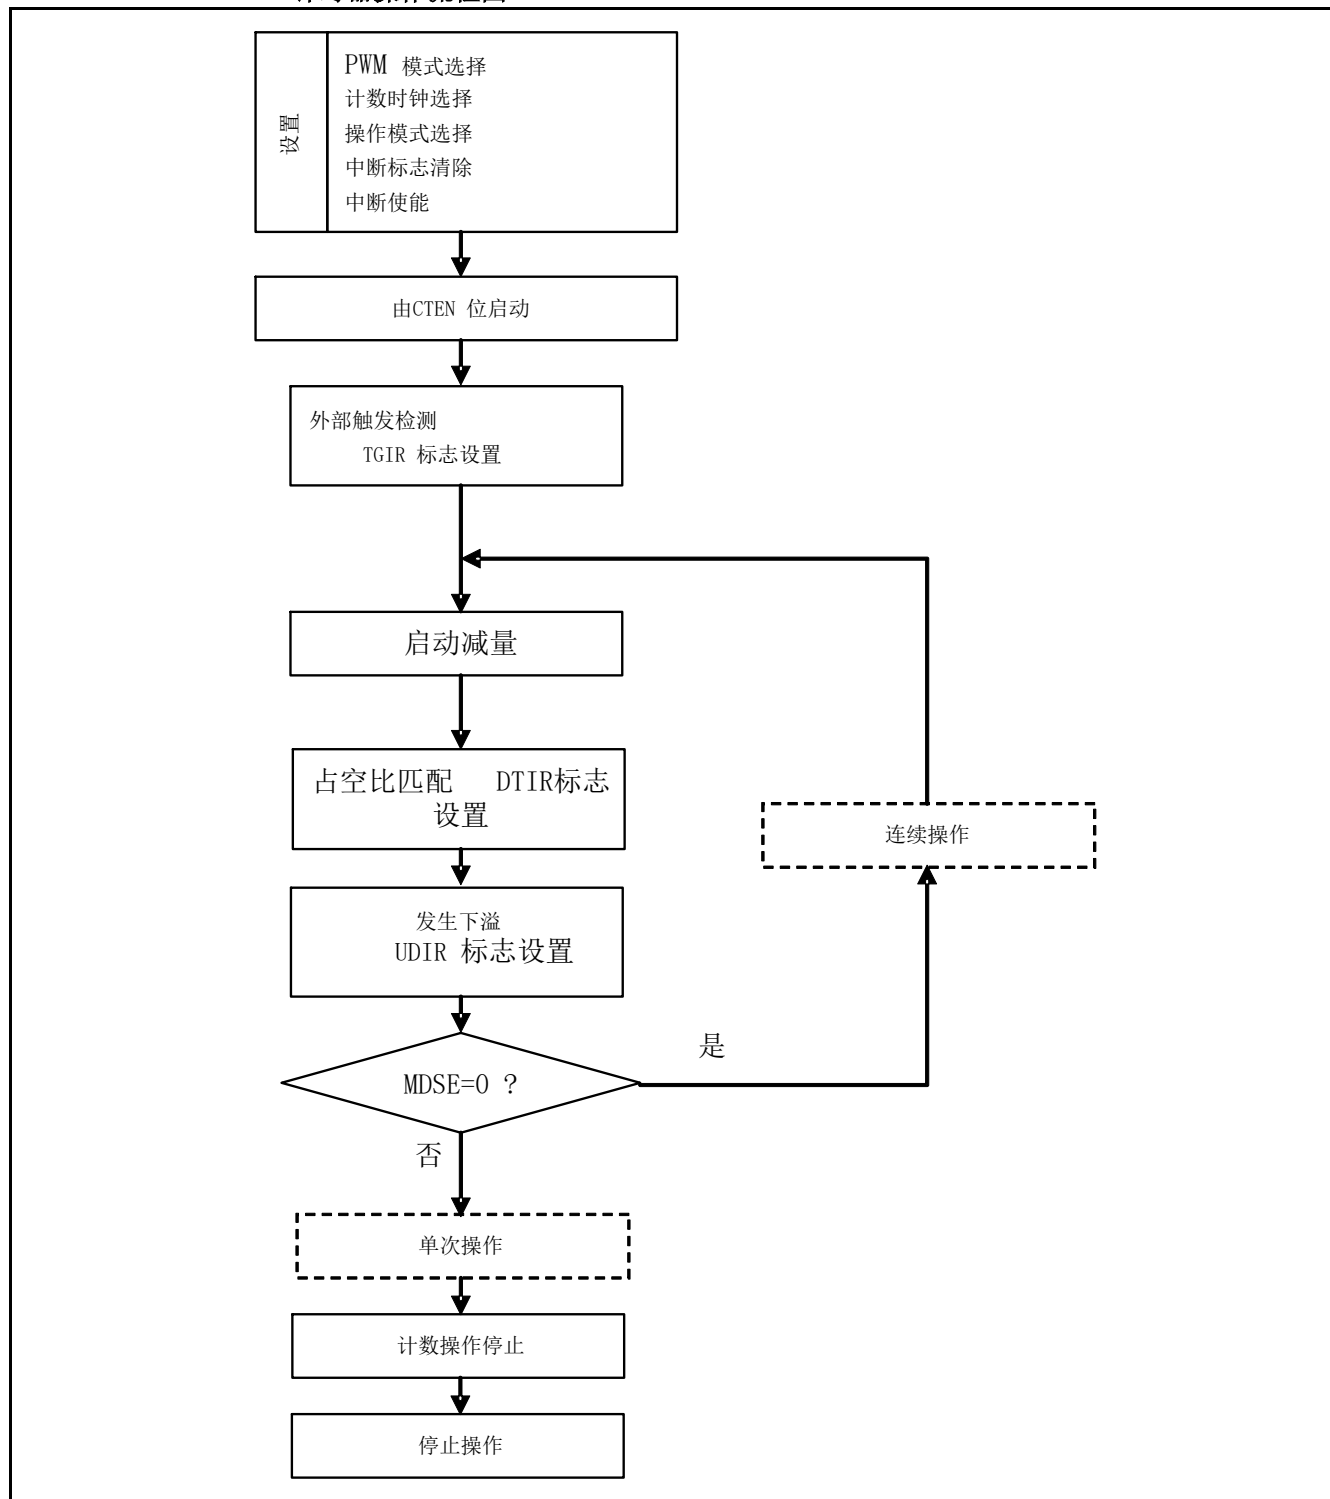 设置
PWM 模式选择
计数时钟选择
操作模式选择
中断标志清除
中断使能
由CTEN 位启动
外部触发检测
TGIR 标志设置
启动减量
占空比匹配 DTIR标志
设置
连续操作
发生下溢
UDIR 标志设置
是
MDSE=0 ?
否
单次操作
计数操作停止
停止操作